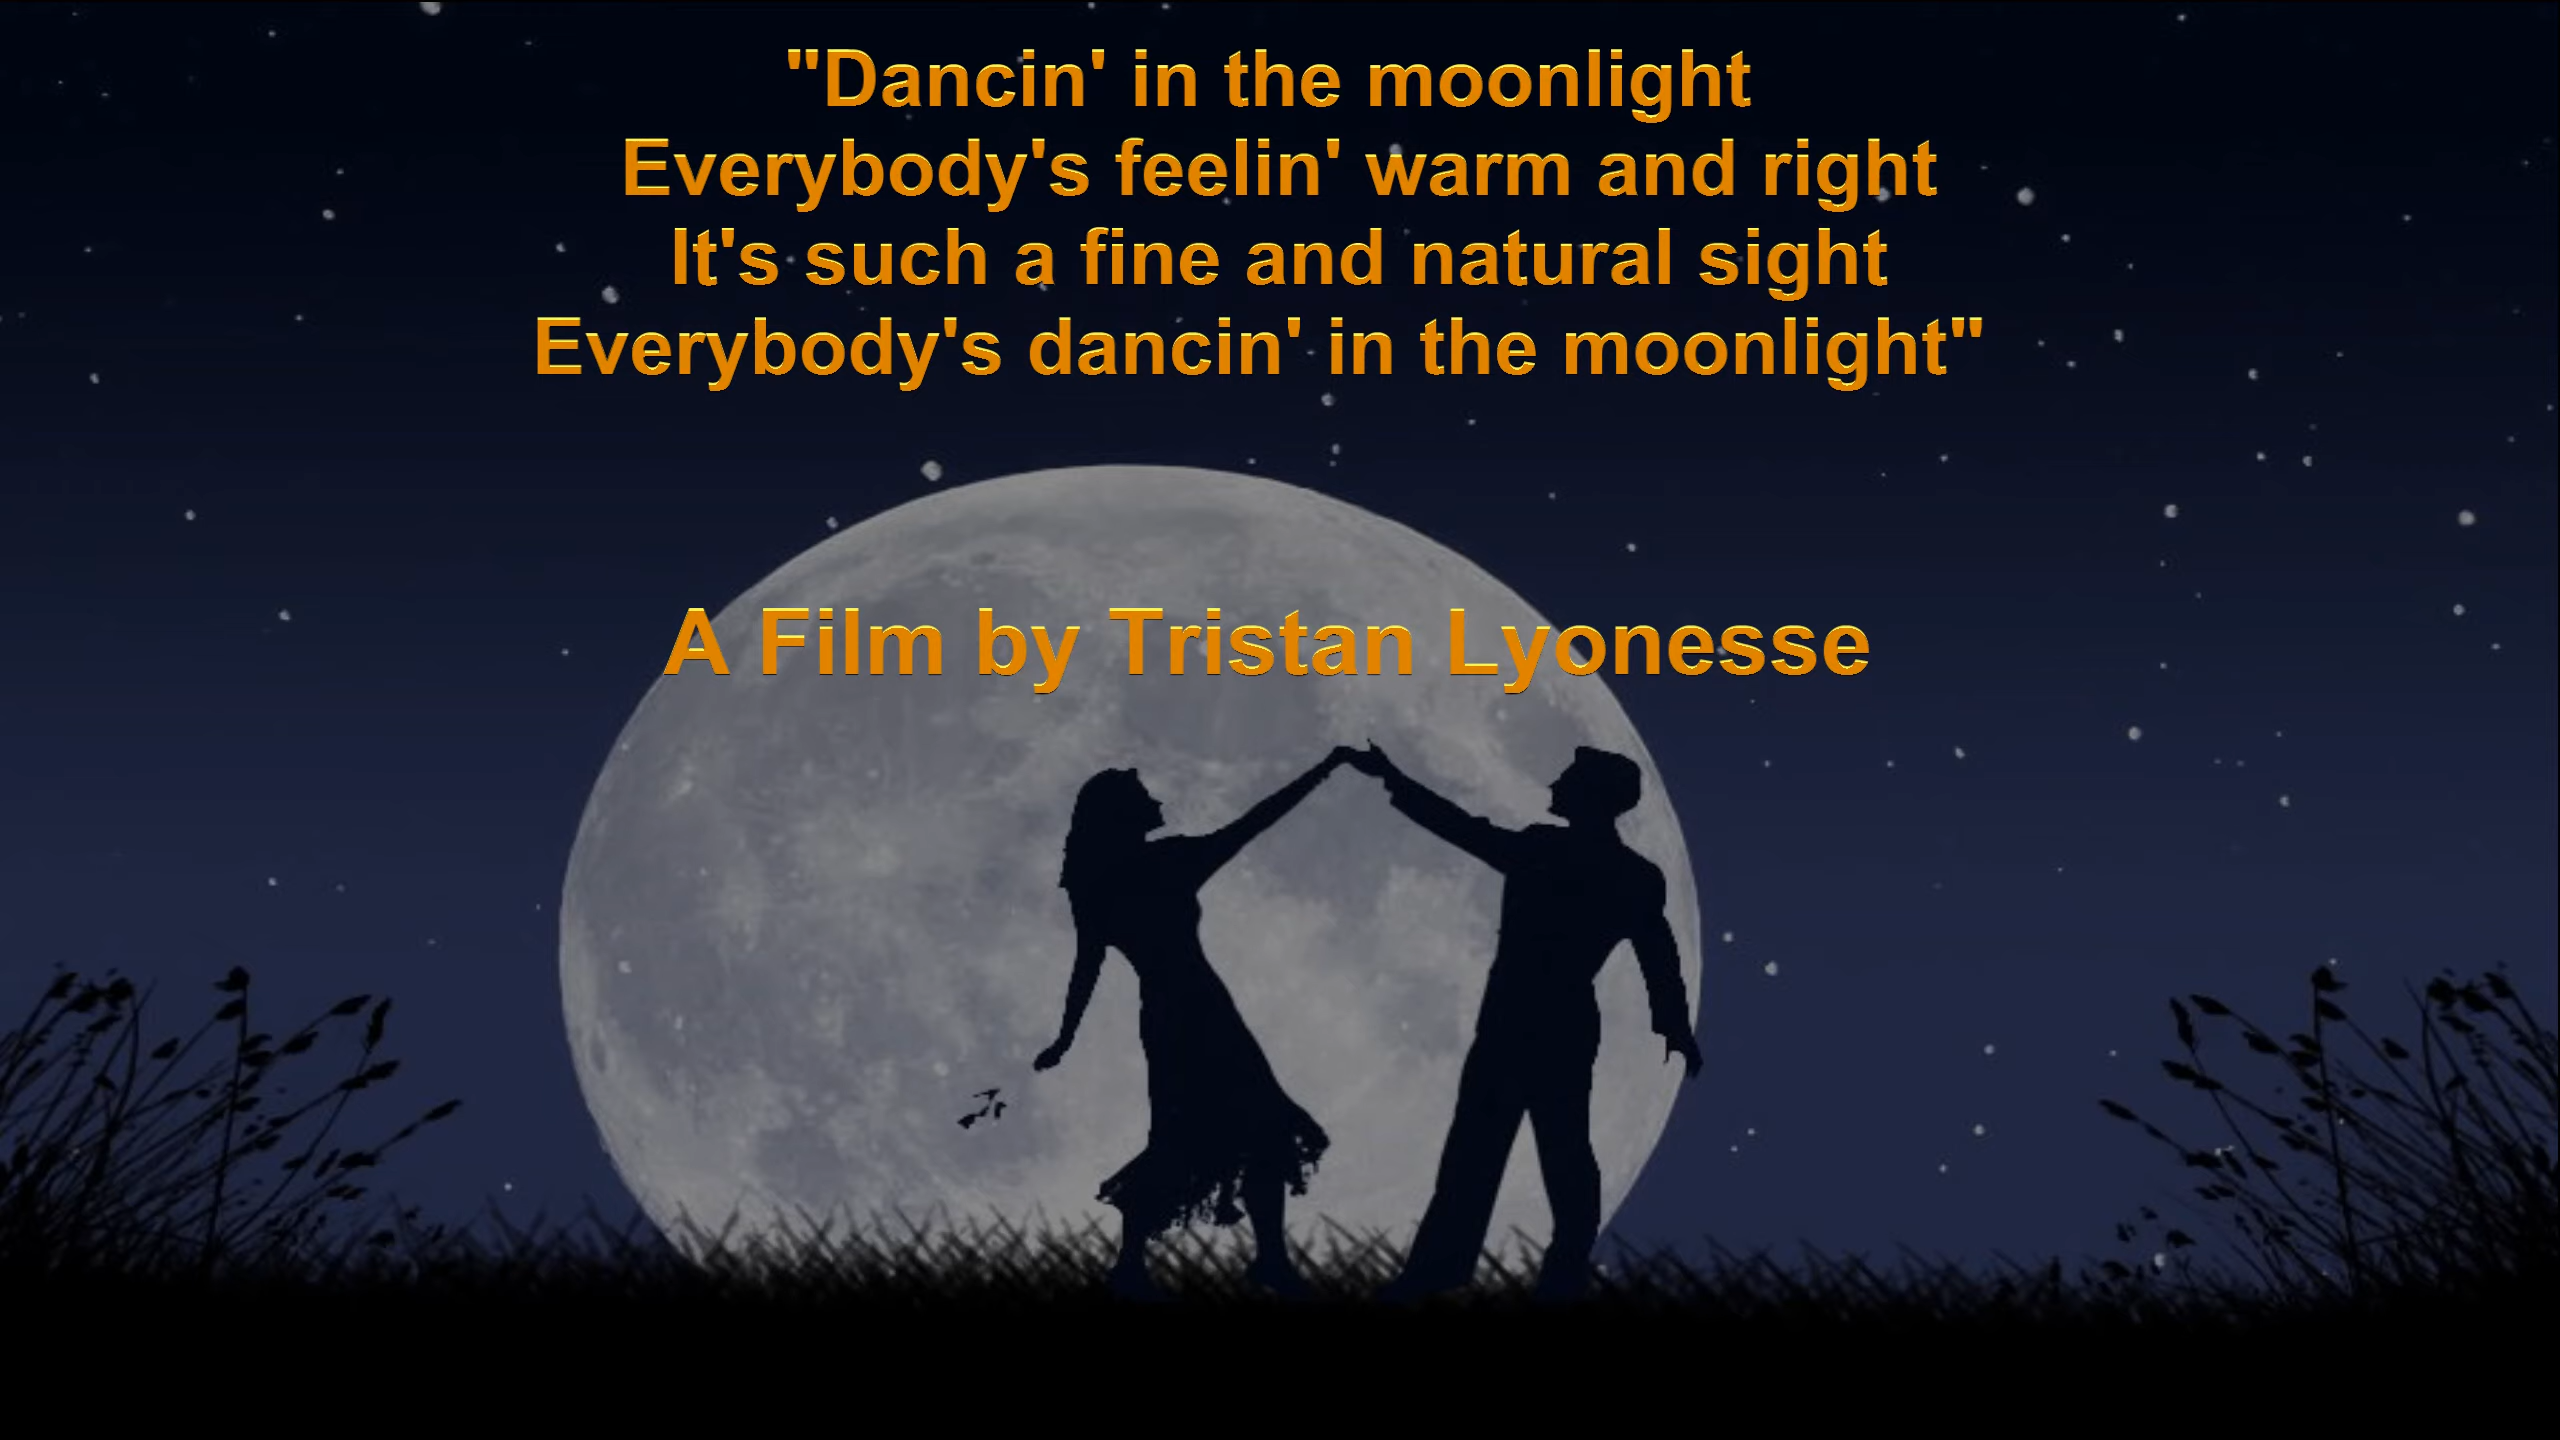 "Dancin' in the moonlight
Everybody's feelin' warm and right
It's such a fine and natural sight
Everybody's dancin' in the moonlight"
A Film by Tristan Lyonesse